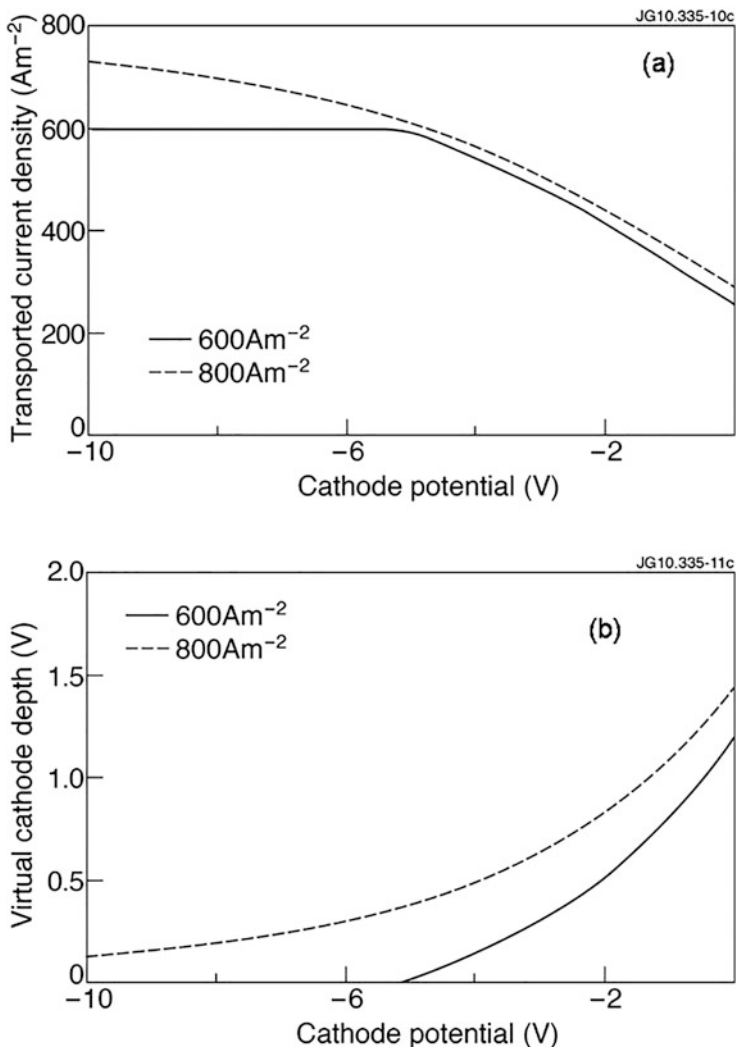 JG10.335-10c
800
(a)
600
400
200
0
Transported current density (Am⁻²)
600Am⁻²
800Am⁻²
−10
−6
−2
Cathode potential (V)
JG10.335-11c
2.0
(b)
1.5
1.0
0.5
0
Virtual cathode depth (V)
600Am⁻²
800Am⁻²
−10
−6
−2
Cathode potential (V)